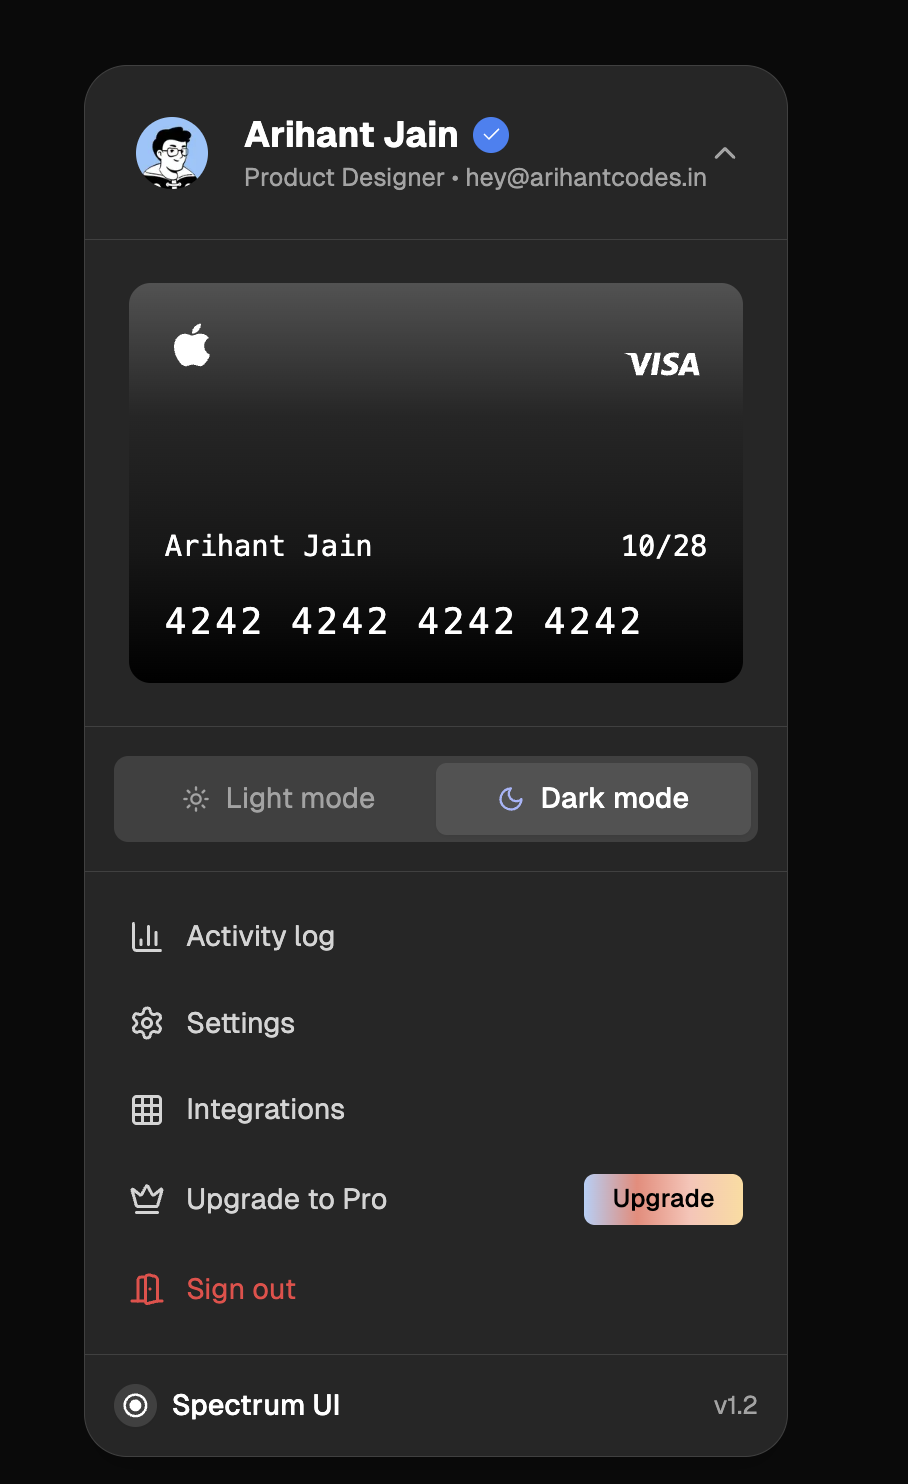 Arihant Jain
Product Designer • hey@arihantcodes.in
VISA
Arihant Jain 10/28
4242 4242 4242 4242
Light mode Dark mode
Activity log
Settings
Integrations
Upgrade to Pro Upgrade
Sign out
Spectrum UI v1.2